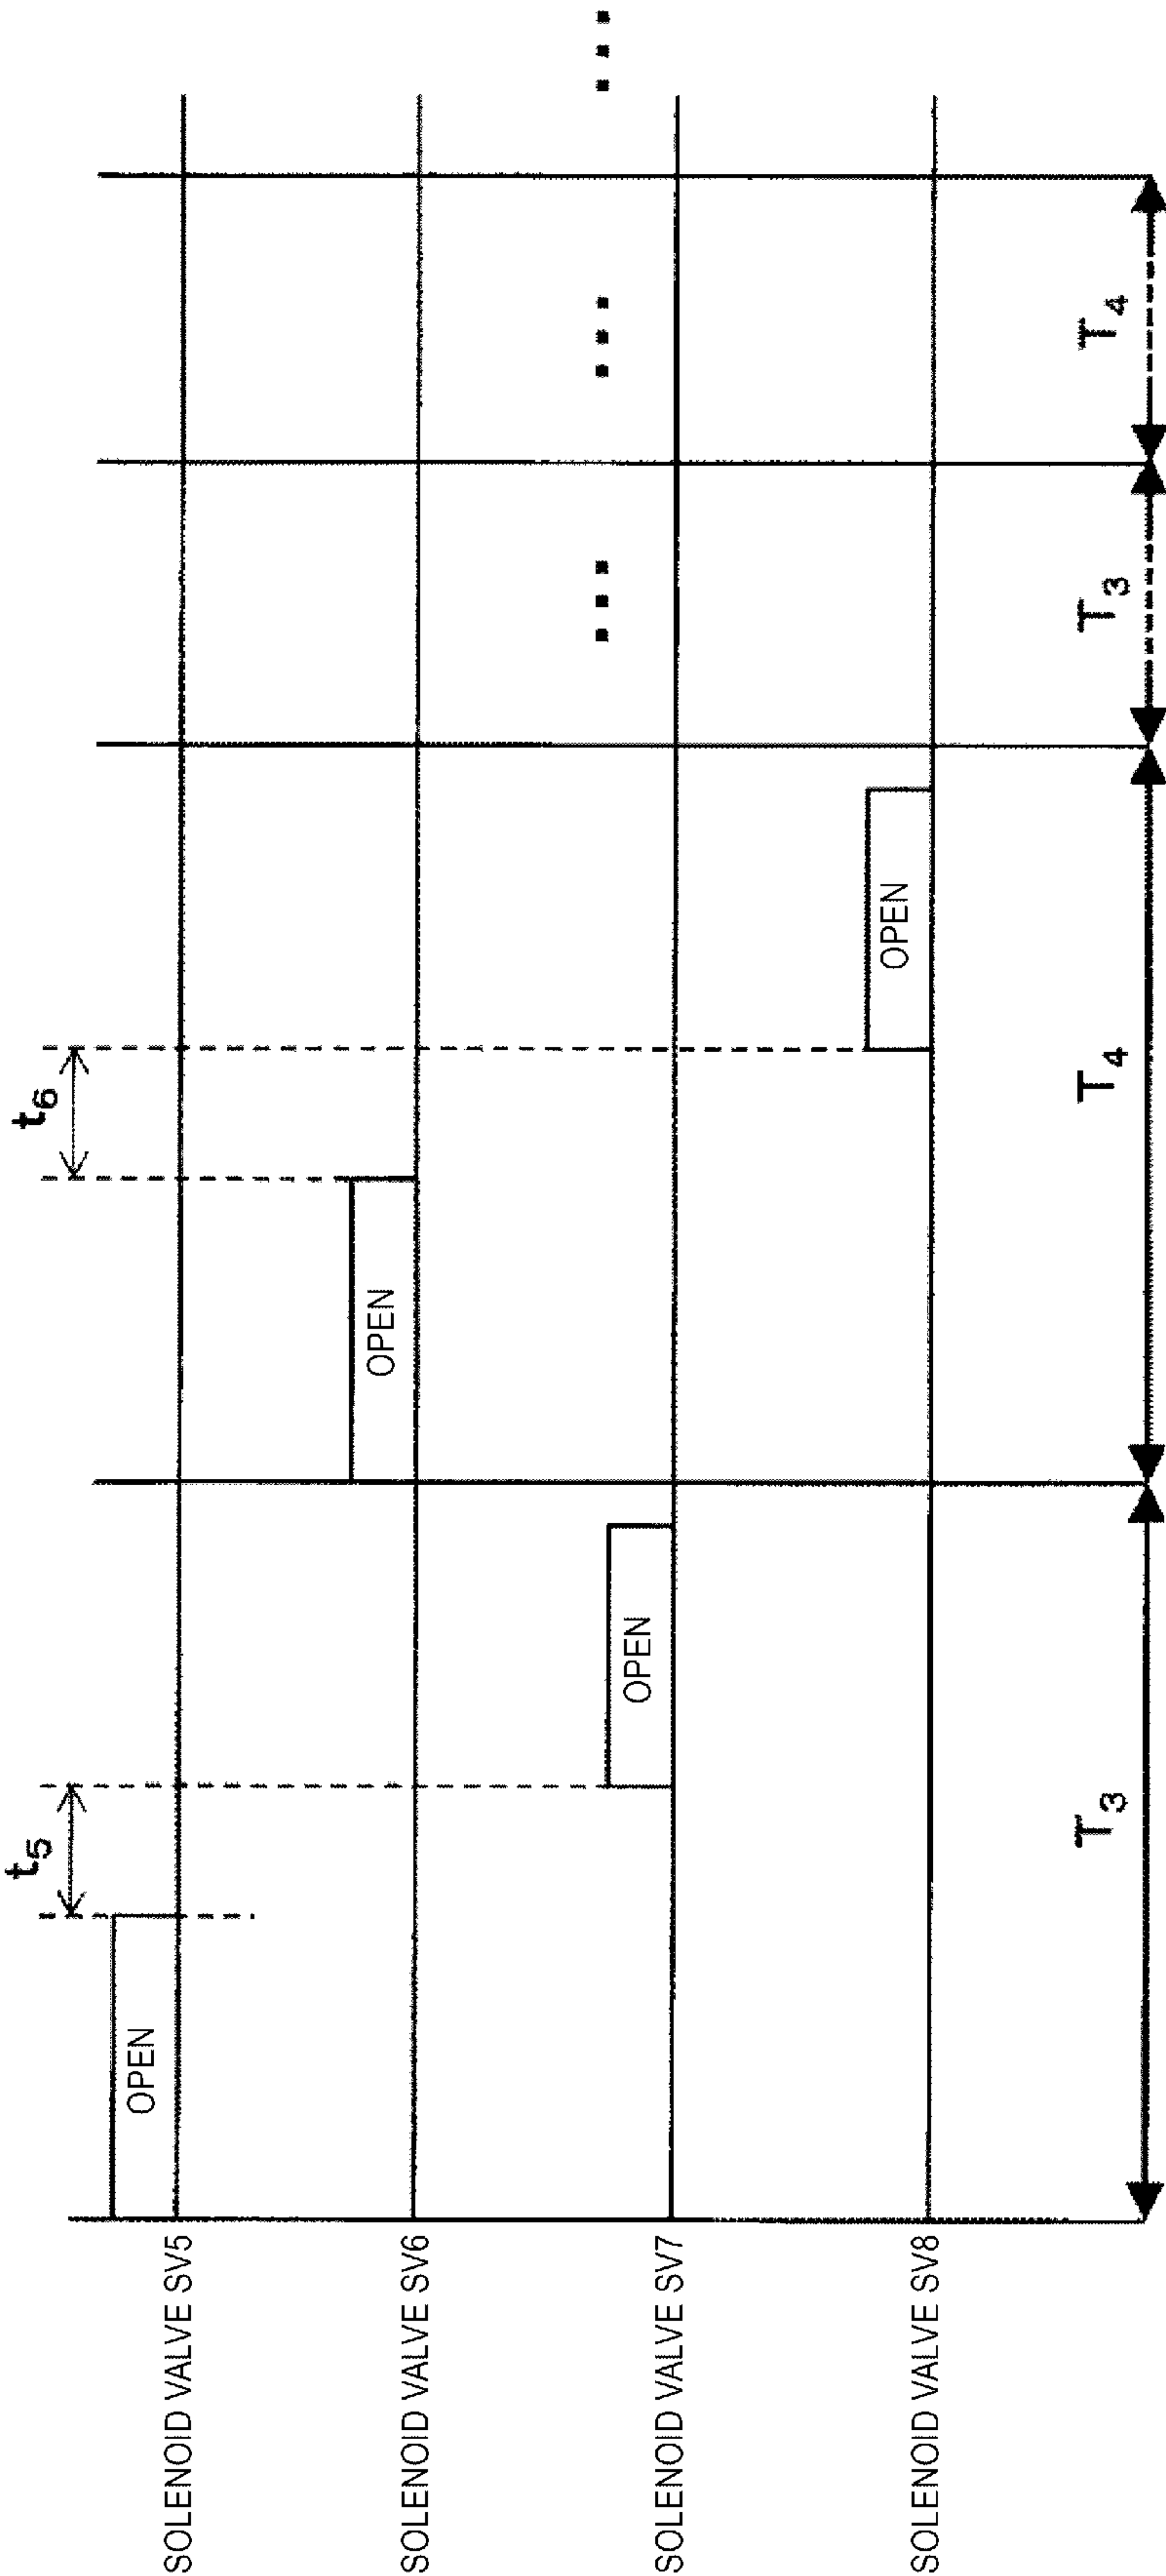 t₅
t₆
SOLENOID VALVE SV5
OPEN
SOLENOID VALVE SV6
OPEN
SOLENOID VALVE SV7
OPEN
SOLENOID VALVE SV8
OPEN
T₃
T₄
T₃
T₄